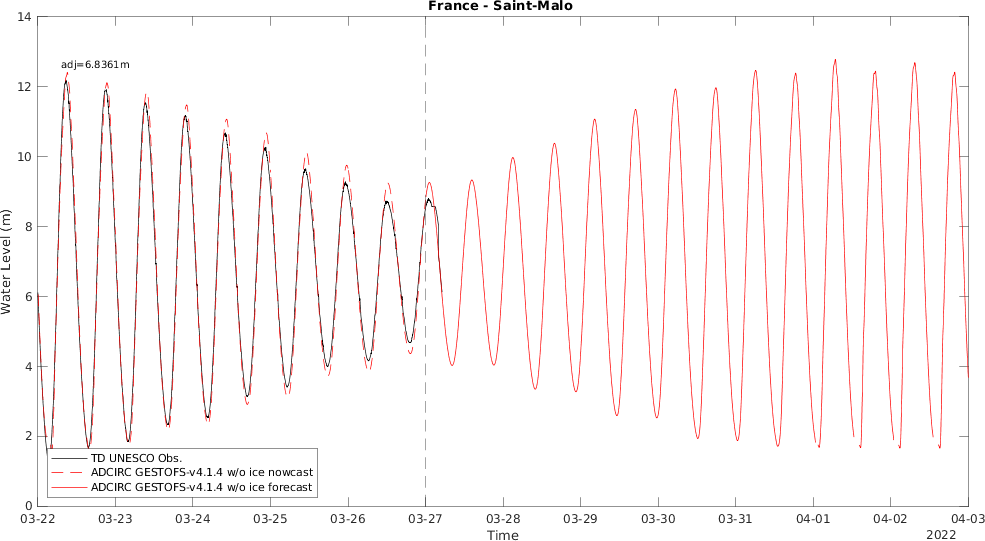 France - Saint-Malo
adj=6.8361m
Water Level (m)
14
12
10
8
6
4
2
0
TD UNESCO Obs.
ADCIRC GESTOFS-v4.1.4 w/o ice nowcast
ADCIRC GESTOFS-v4.1.4 w/o ice forecast
03-22 03-23 03-24 03-25 03-26 03-27 03-28 03-29 03-30 03-31 04-01 04-02 04-03
Time
2022